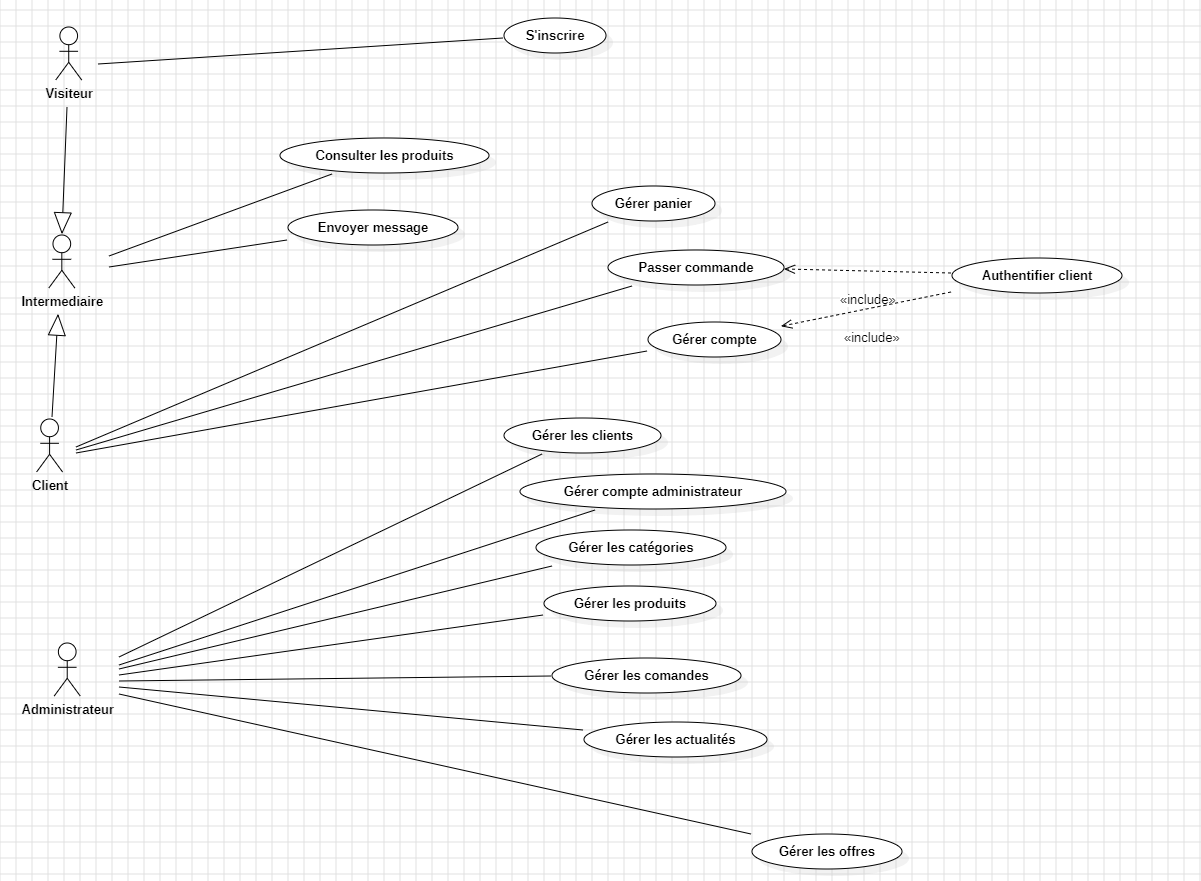 S'inscrire
Visiteur
Consulter les produits
Gérer panier
Envoyer message
Passer commande
Authentifier client
Intermediaire
«include»
Gérer compte
«include»
Gérer les clients
Client
Gérer compte administrateur
Gérer les catégories
Gérer les produits
Gérer les comandes
Administrateur
Gérer les actualités
Gérer les offres